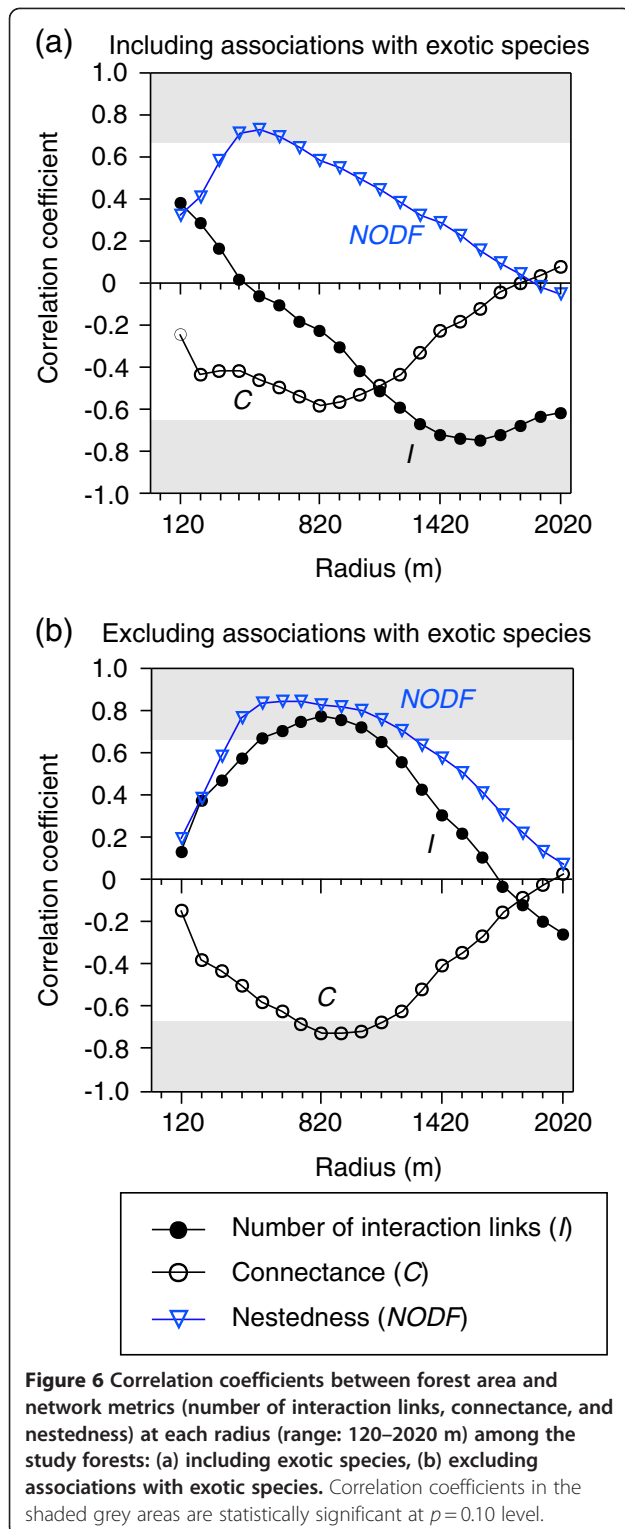 (a) Including associations with exotic species
1.0
0.8
0.6
0.4
0.2
0
-0.2
-0.4
-0.6
-0.8
-1.0
Correlation coefficient
NODF
C
I
120 820 1420 2020
Radius (m)
(b) Excluding associations with exotic species
1.0
0.8
0.6
0.4
0.2
0
-0.2
-0.4
-0.6
-0.8
-1.0
Correlation coefficient
NODF
I
C
120 820 1420 2020
Radius (m)
Number of interaction links (I)
Connectance (C)
Nestedness (NODF)
Figure 6 Correlation coefficients between forest area and
network metrics (number of interaction links, connectance, and
nestedness) at each radius (range: 120–2020 m) among the
study forests: (a) including exotic species, (b) excluding
associations with exotic species. Correlation coefficients in the
shaded grey areas are statistically significant at p = 0.10 level.